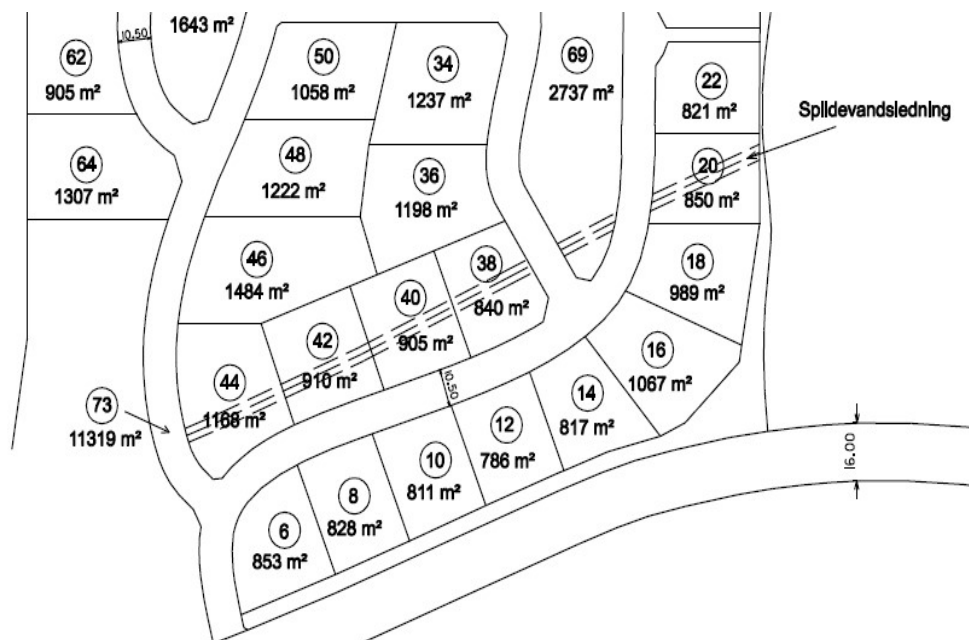 1643 m²
10.50
62
905 m²
50
1058 m²
34
1237 m²
69
2737 m²
22
821 m²
Spildevandsledning
64
1307 m²
48
1222 m²
36
1198 m²
20
850 m²
46
1484 m²
38
840 m²
18
989 m²
40
905 m²
42
910 m²
44
1168 m²
16
1067 m²
73
11319 m²
10.50
14
817 m²
12
786 m²
10
811 m²
8
828 m²
6
853 m²
16.00